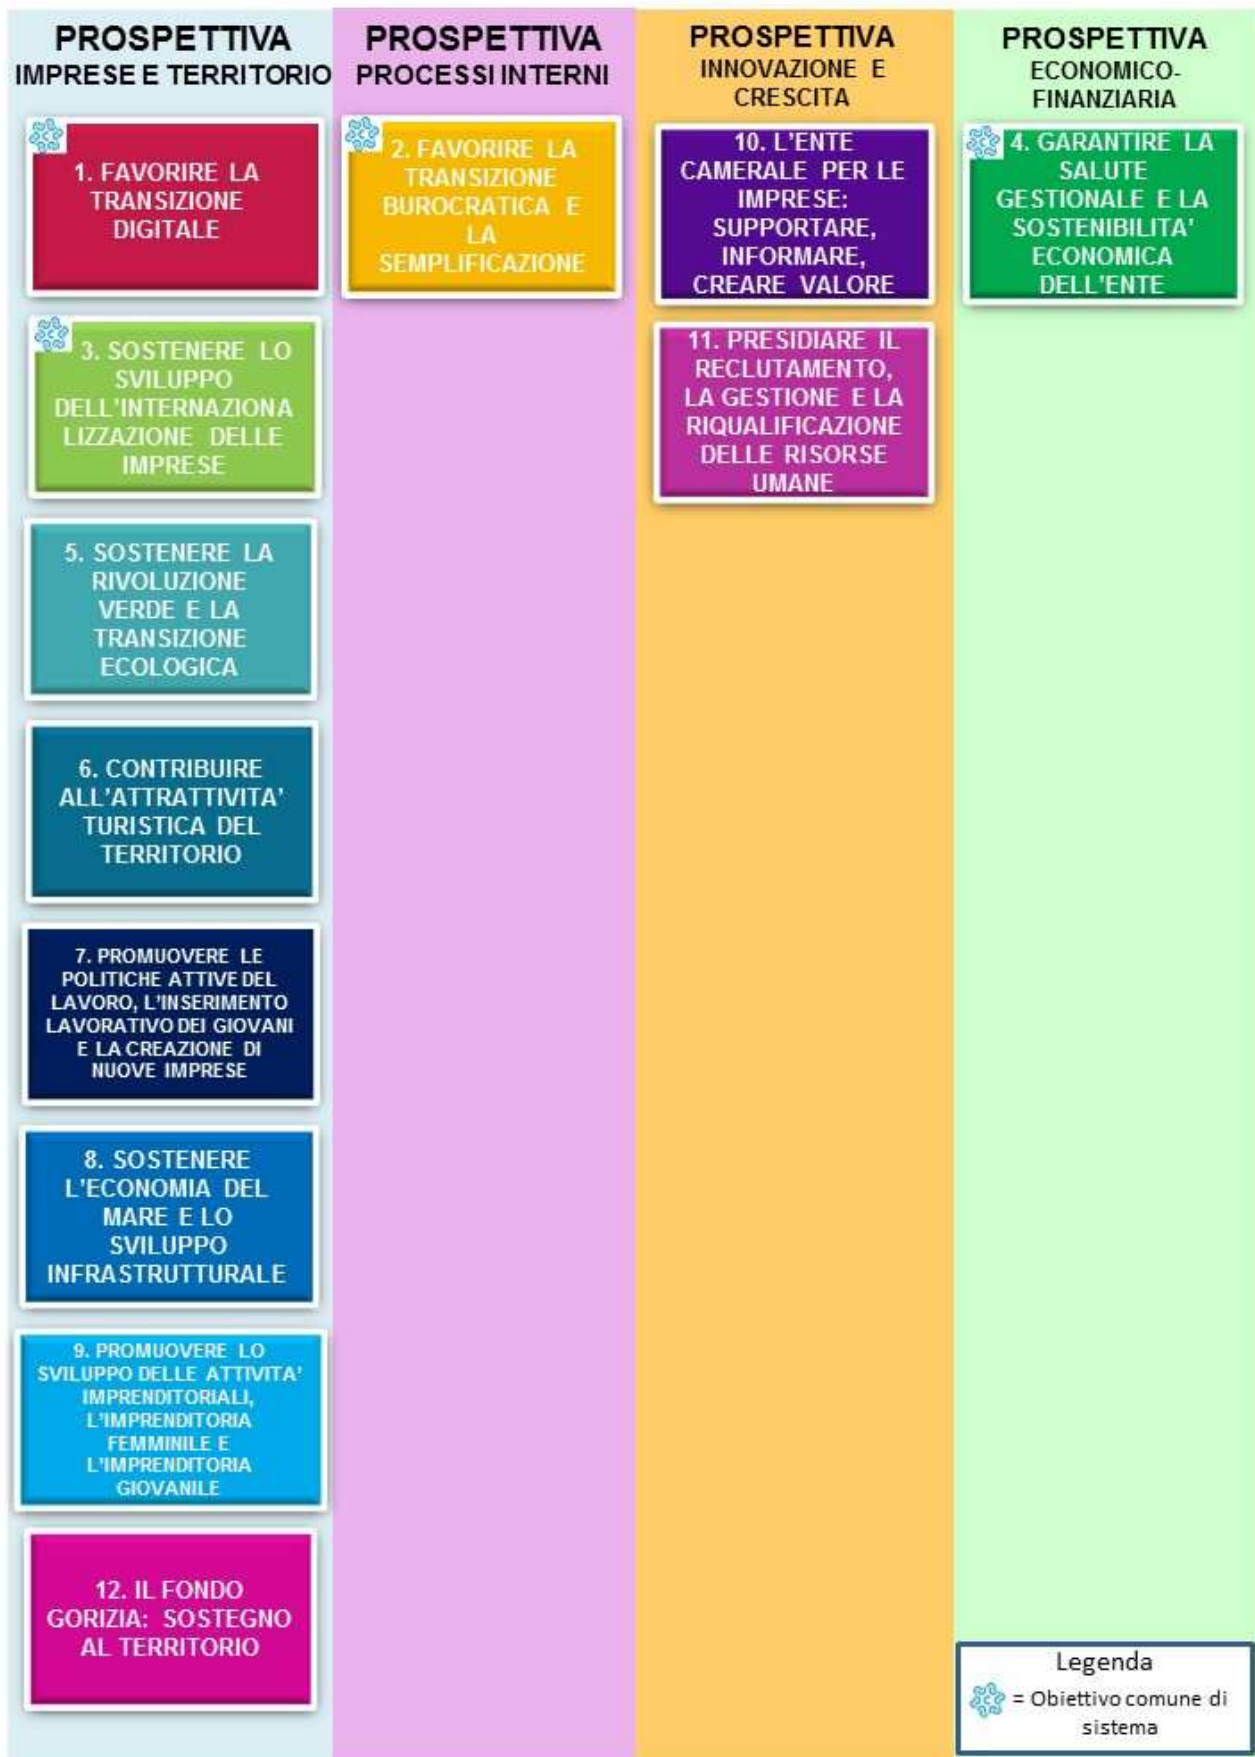 PROSPETTIVA
IMPRESE E TERRITORIO
1. FAVORIRE LA
TRANSIZIONE
DIGITALE
3. SOSTENERE LO
SVILUPPO
DELL'INTERNAZIONA
LIZZAZIONE DELLE
IMPRESE
5. SOSTENERE LA
RIVOLUZIONE
VERDE E LA
TRANSIZIONE
ECOLOGICA
6. CONTRIBUIRE
ALL'ATTRATTIVITA'
TURISTICA DEL
TERRITORIO
7. PROMUOVERE LE
POLITICHE ATTIVE DEL
LAVORO, L'INSERIMENTO
LAVORATIVO DEI GIOVANI
E LA CREAZIONE DI
NUOVE IMPRESE
8. SOSTENERE
L'ECONOMIA DEL
MARE E LO
SVILUPPO
INFRASTRUTTURALE
9. PROMUOVERE LO
SVILUPPO DELLE ATTIVITA'
IMPRENDITORIALI,
L'IMPRENDITORIA
FEMMINILE E
L'IMPRENDITORIA
GIOVANILE
12. IL FONDO
GORIZIA: SOSTEGNO
AL TERRITORIO
PROSPETTIVA
PROCESSI INTERNI
2. FAVORIRE LA
TRANSIZIONE
BUROCRATICA E
LA
SEMPLIFICAZIONE
PROSPETTIVA
INNOVAZIONE E
CRESCITA
10. L'ENTE
CAMERALE PER LE
IMPRESE:
SUPPORTARE,
INFORMARE,
CREARE VALORE
11. PRESIDIARE IL
RECLUTAMENTO,
LA GESTIONE E LA
RIQUALIFICAZIONE
DELLE RISORSE
UMANE
PROSPETTIVA
ECONOMICO-
FINANZIARIA
4. GARANTIRE LA
SALUTE
GESTIONALE E LA
SOSTENIBILITA'
ECONOMICA
DELL'ENTE
Legenda
= Obiettivo comune di
sistema